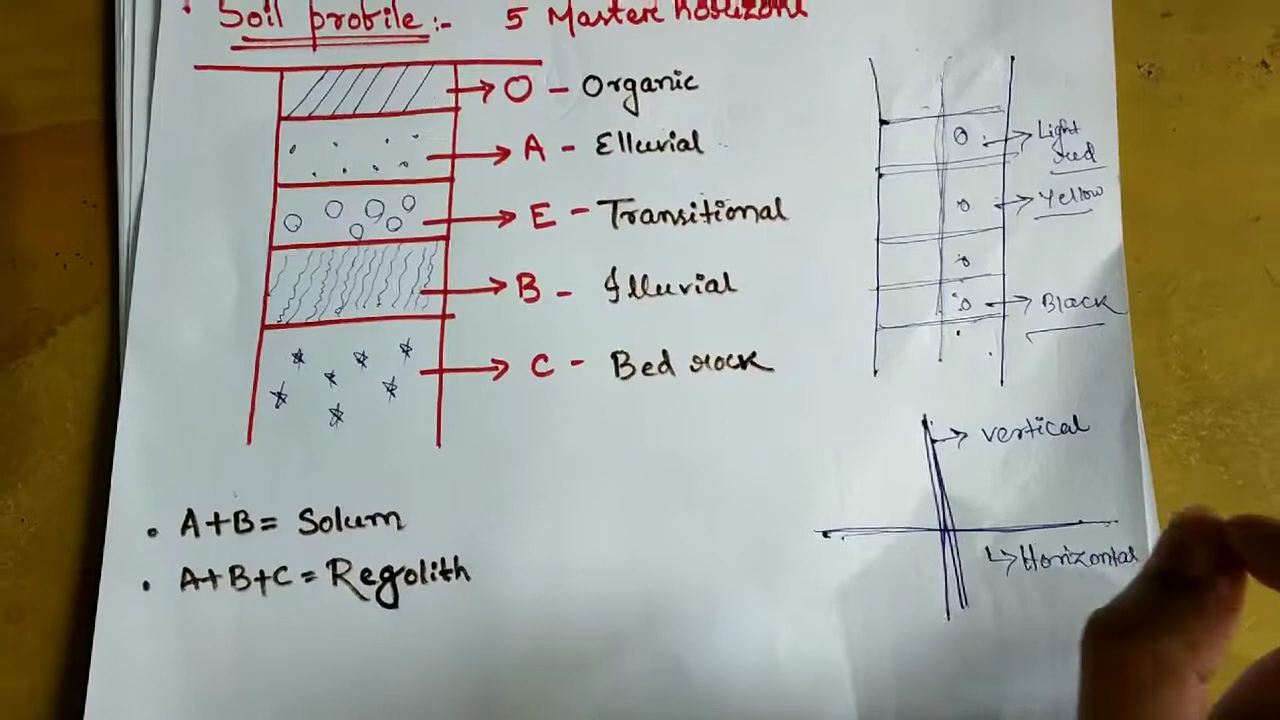 Soil profile:- 5 Master horizons
→ O - Organic
→ A - Elluvial
→ E - Transitional
→ B - Illuvial
→ C - Bed rock
• A+B = Solum
• A+B+C = Regolith
→ Light red
→ Yellow
→ Black
→ vertical
↳ Horizontal